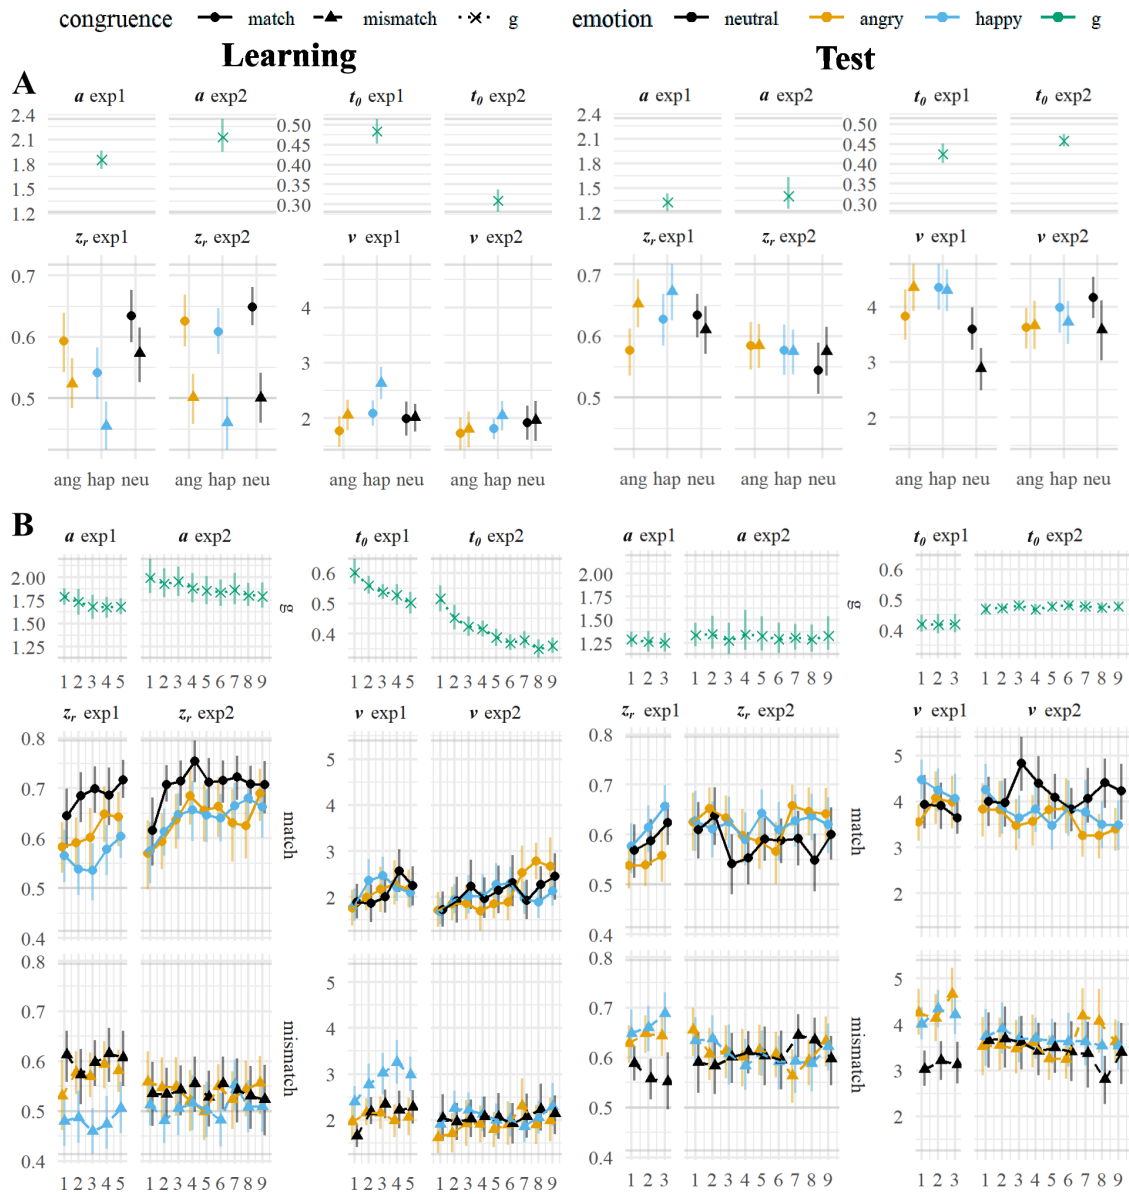 congruence match mismatch g emotion neutral angry happy g
Learning Test
A
a exp1 a exp2 t0 exp1 t0 exp2 a exp1 a exp2 t0 exp1 t0 exp2
2.4 0.50 2.4 0.50
2.1 0.45 2.1 0.45
1.8 0.40 1.8 0.40
1.5 0.35 1.5 0.35
1.2 0.30 1.2 0.30
zr exp1 zr exp2 v exp1 v exp2 zr exp1 zr exp2 v exp1 v exp2
0.7 4 0.7 4
0.6 3 0.6 3
0.5 2 0.5 2
ang hap neu ang hap neu ang hap neu ang hap neu ang hap neu ang hap neu ang hap neu ang hap neu
B
a exp1 a exp2 t0 exp1 t0 exp2 a exp1 a exp2 t0 exp1 t0 exp2
2.00 0.6 2.00 0.6
1.75 g 0.5 1.75 g 0.5
1.50 0.4 1.50 0.4
1.25 1.25
1 2 3 4 5 1 2 3 4 5 6 7 8 9 1 2 3 4 5 1 2 3 4 5 6 7 8 9 1 2 3 1 2 3 4 5 6 7 8 9 1 2 3 1 2 3 4 5 6 7 8 9
zr exp1 zr exp2 v exp1 v exp2 zr exp1 zr exp2 v exp1 v exp2
0.8 5 0.8 5
0.7 4 0.7 4
0.6 match 3 0.6 match 3
0.5 2 0.5 2
0.4 0.4
0.8 5 0.8 5
0.7 4 0.7 4
0.6 mismatch 3 0.6 mismatch 3
0.5 2 0.5 2
0.4 0.4
1 2 3 4 5 1 2 3 4 5 6 7 8 9 1 2 3 4 5 1 2 3 4 5 6 7 8 9 1 2 3 1 2 3 4 5 6 7 8 9 1 2 3 1 2 3 4 5 6 7 8 9